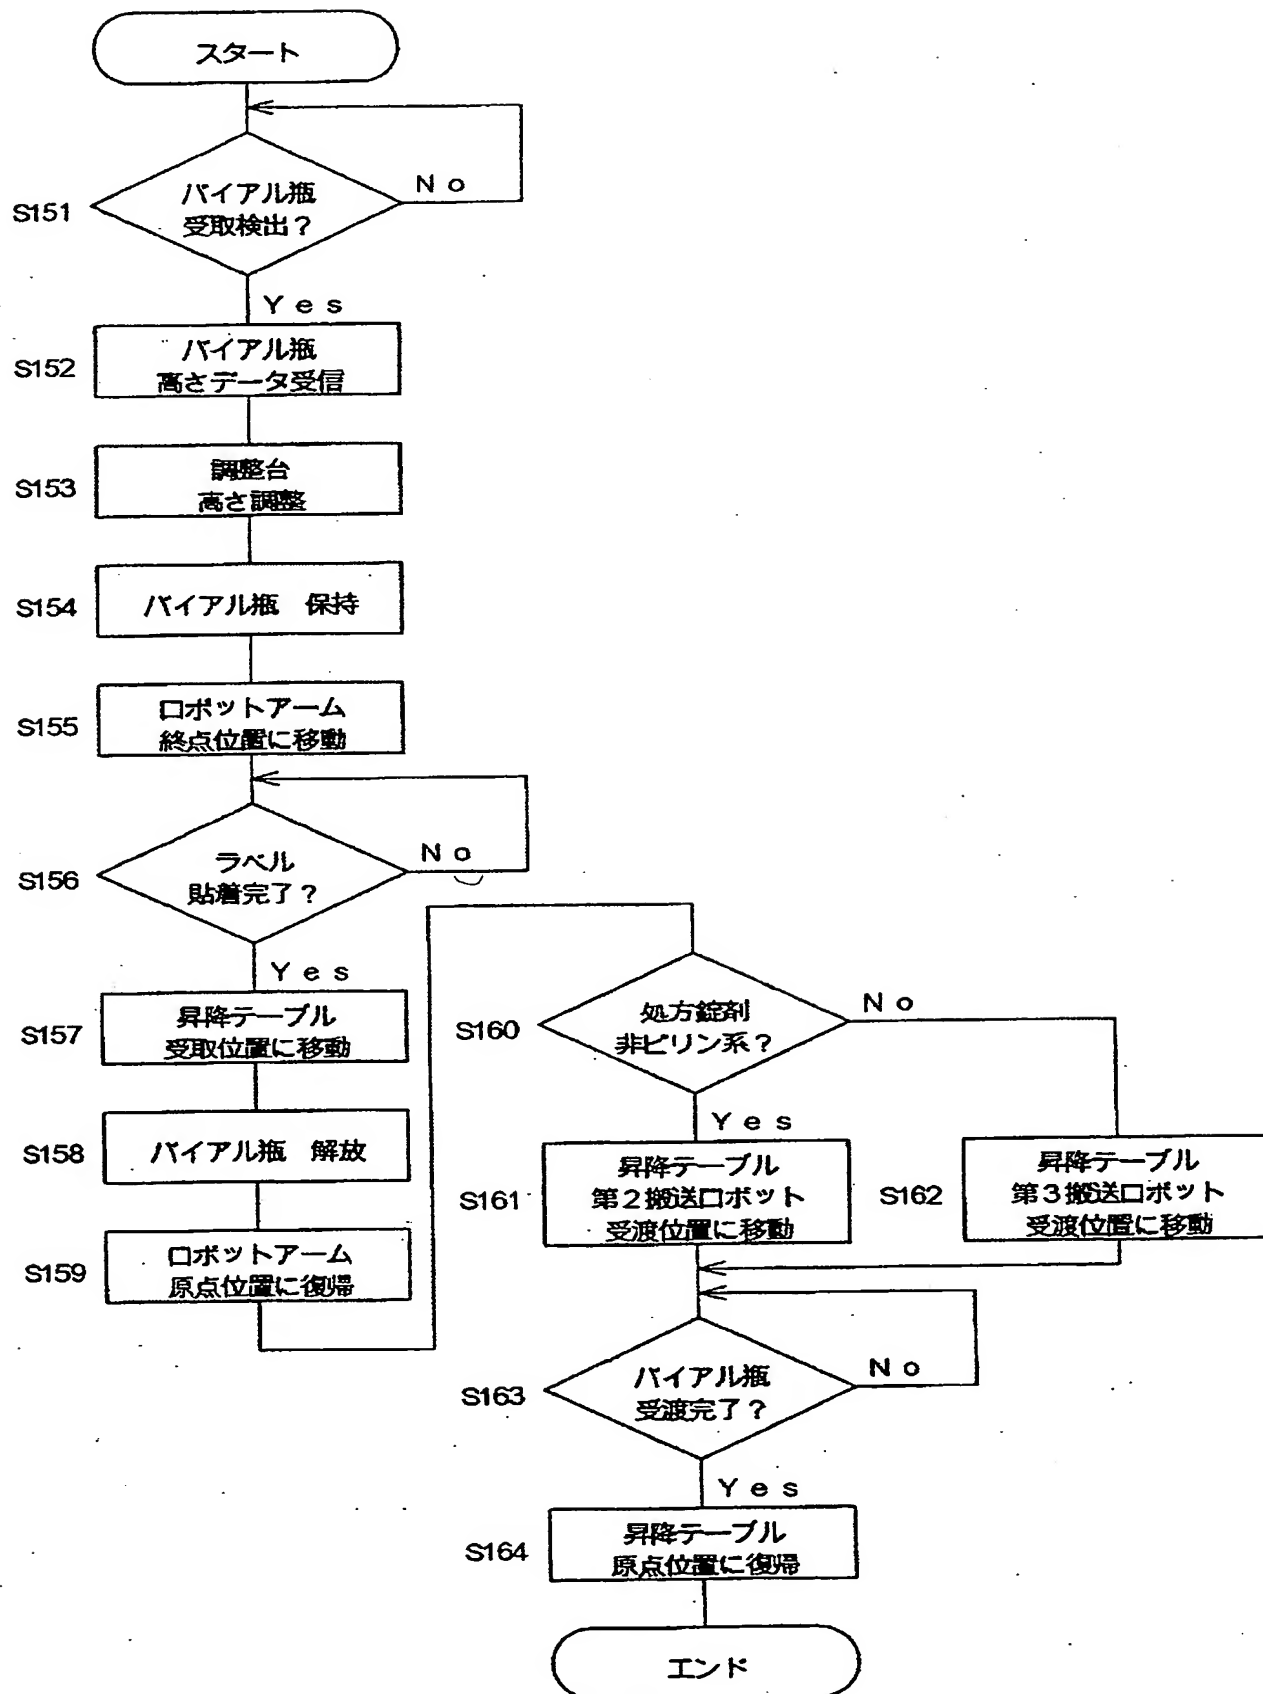 スタート
S151
バイアル瓶
受取検出？
No
Yes
S152
バイアル瓶
高さデータ受信
S153
調整台
高さ調整
S154
バイアル瓶 保持
S155
ロボットアーム
終点位置に移動
S156
ラベル
貼着完了？
No
Yes
S157
昇降テーブル
受取位置に移動
S158
バイアル瓶 解放
S159
ロボットアーム
原点位置に復帰
S160
処方錠剤
非ピリン系？
No
Yes
S161
昇降テーブル
第２搬送ロボット
受渡位置に移動
S162
昇降テーブル
第３搬送ロボット
受渡位置に移動
S163
バイアル瓶
受渡完了？
No
Yes
S164
昇降テーブル
原点位置に復帰
エンド